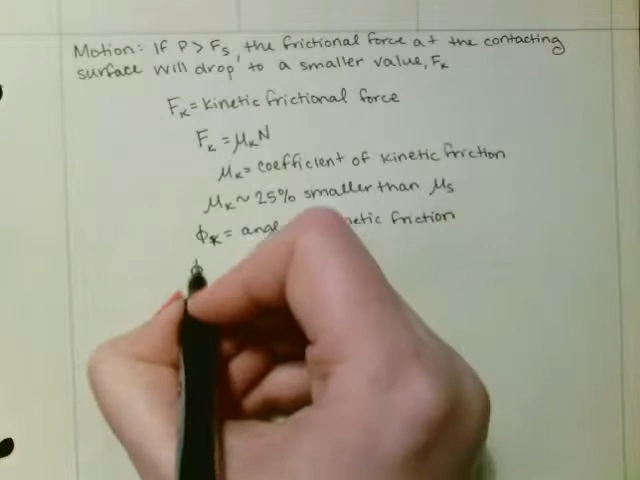 Motion: If P > Fs, the frictional force at the contacting
surface will drop to a smaller value, Fk
Fk = kinetic frictional force
Fk = μkN
μk = coefficient of kinetic friction
μk ~ 25% smaller than μs
ϕk = friction
ϕ